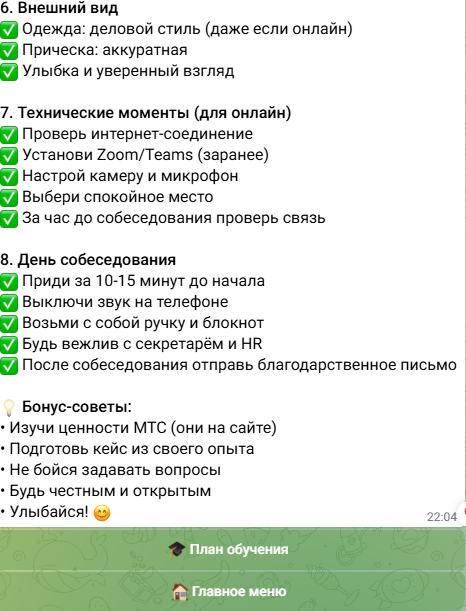 6. Внешний вид
✅ Одежда: деловой стиль (даже если онлайн)
✅ Прическа: аккуратная
✅ Улыбка и уверенный взгляд
7. Технические моменты (для онлайн)
✅ Проверь интернет-соединение
✅ Установи Zoom/Teams (заранее)
✅ Настрой камеру и микрофон
✅ Выбери спокойное место
✅ За час до собеседования проверь связь
8. День собеседования
✅ Приди за 10-15 минут до начала
✅ Выключи звук на телефоне
✅ Возьми с собой ручку и блокнот
✅ Будь вежлив с секретарём и HR
✅ После собеседования отправь благодарственное письмо
💡 Бонус-советы:
• Изучи ценности МТС (они на сайте)
• Подготовь кейс из своего опыта
• Не бойся задавать вопросы
• Будь честным и открытым
• Улыбайся! 😊
22:04
🎓 План обучения
🏠 Главное меню